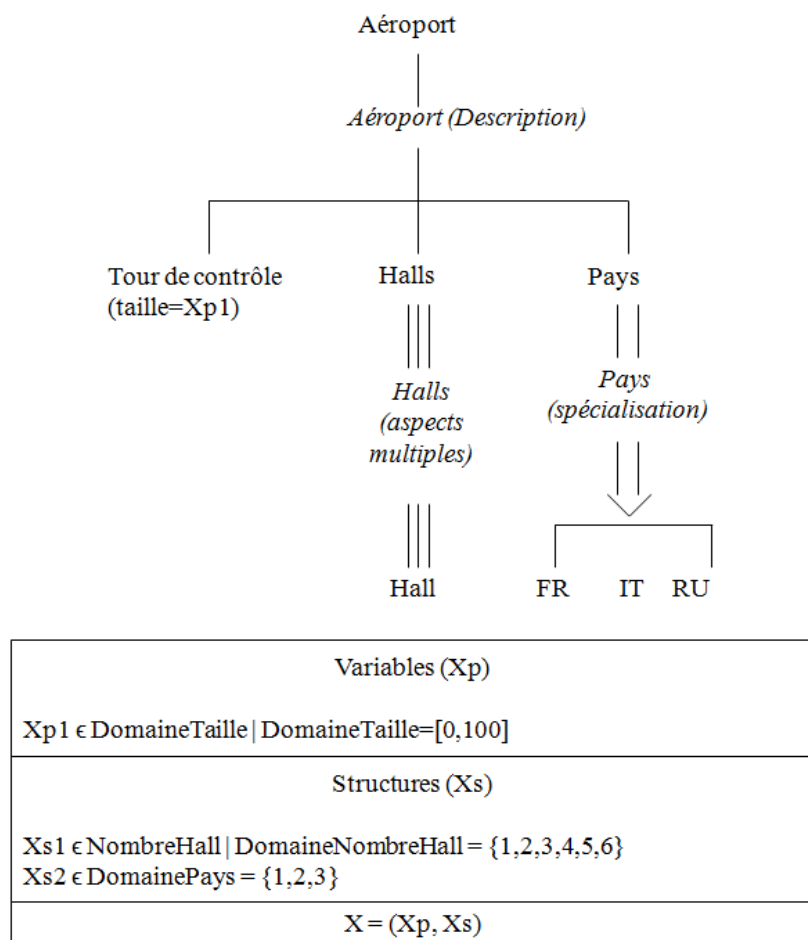 Aéroport
Aéroport (Description)
Tour de contrôle
(taille=Xp1)
Halls
Pays
Halls
(aspects
multiples)
Pays
(spécialisation)
Hall
FR
IT
RU
Variables (Xp)
Xp1 ϵ DomaineTaille | DomaineTaille=[0,100]
Structures (Xs)
Xs1 ϵ NombreHall | DomaineNombreHall = {1,2,3,4,5,6}
Xs2 ϵ DomainePays = {1,2,3}
X = (Xp, Xs)